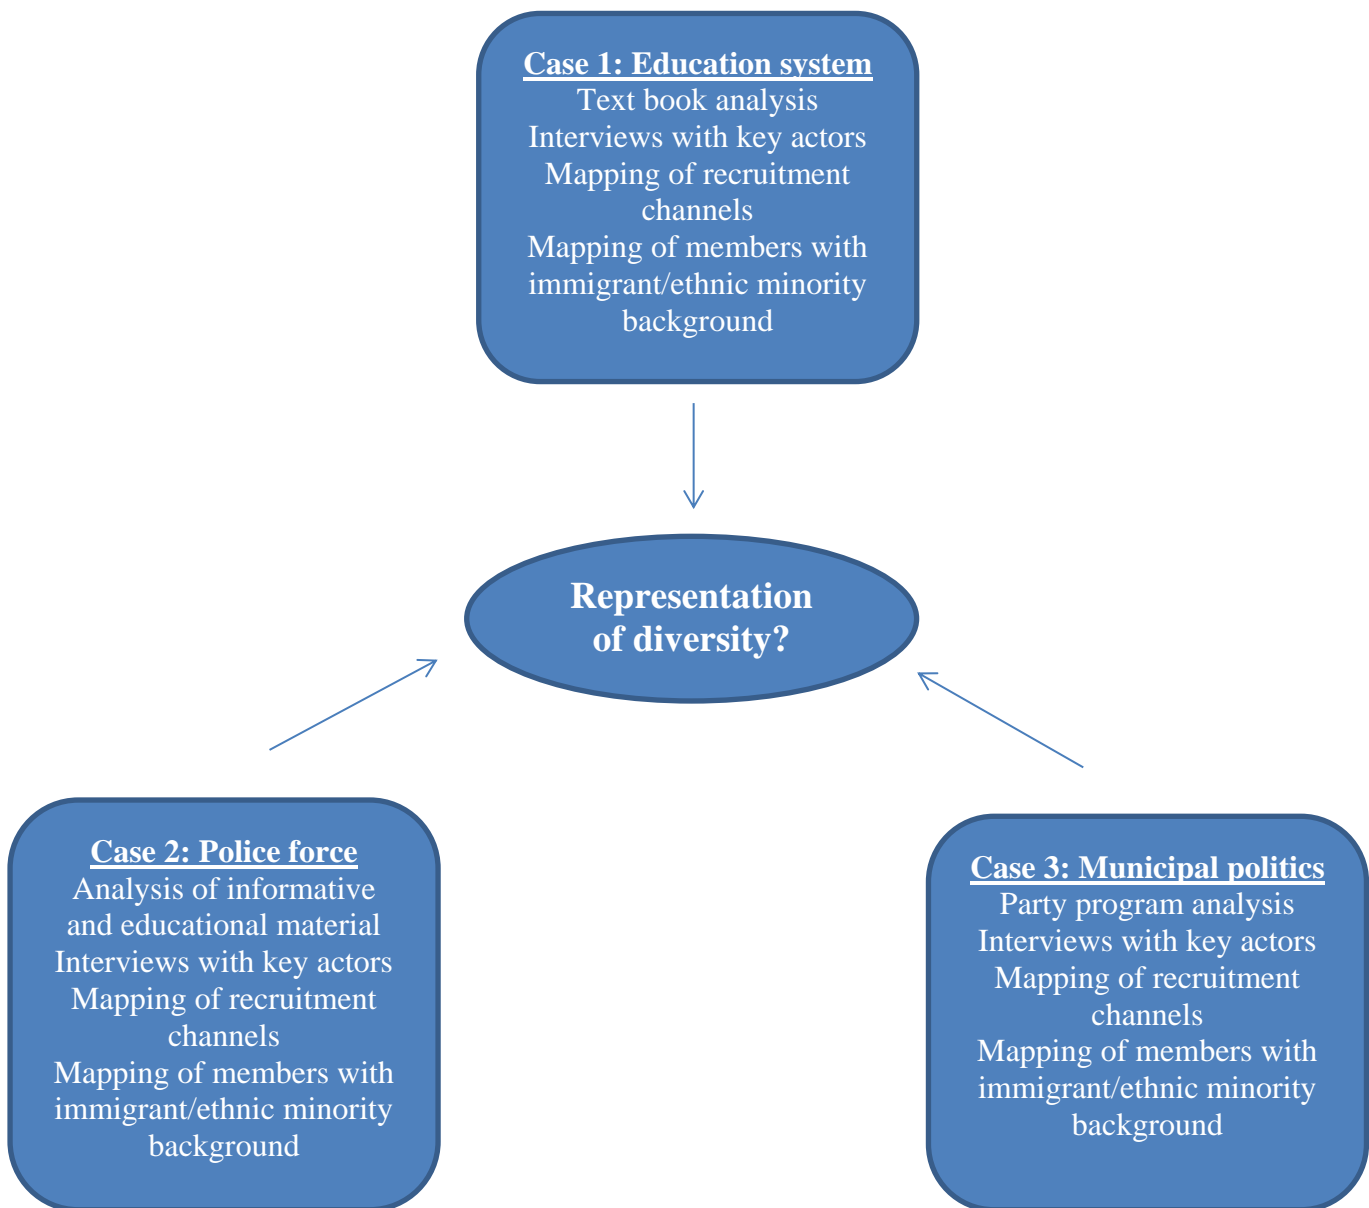 Case 1: Education system
Text book analysis
Interviews with key actors
Mapping of recruitment
channels
Mapping of members with
immigrant/ethnic minority
background
Representation
of diversity?
Case 2: Police force
Analysis of informative
and educational material
Interviews with key actors
Mapping of recruitment
channels
Mapping of members with
immigrant/ethnic minority
background
Case 3: Municipal politics
Party program analysis
Interviews with key actors
Mapping of recruitment
channels
Mapping of members with
immigrant/ethnic minority
background